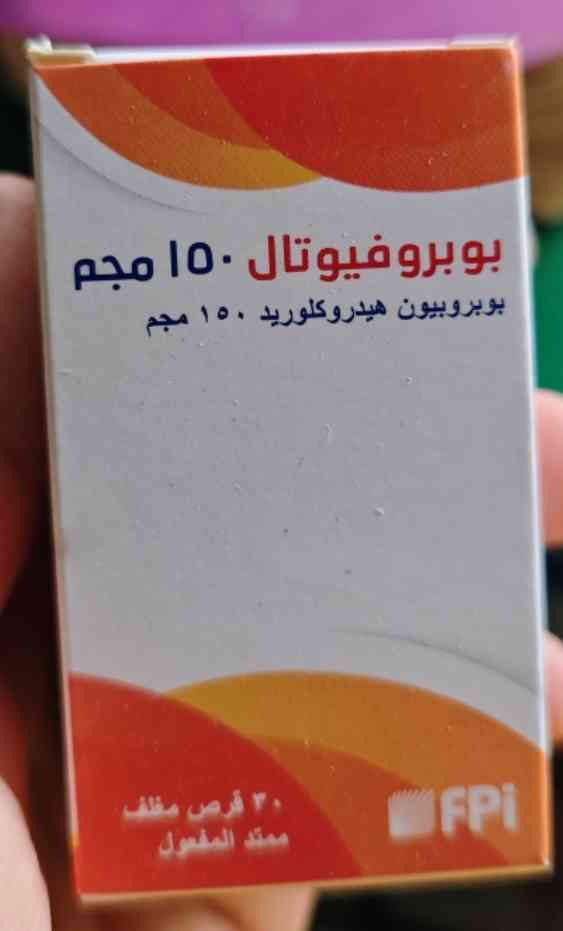 بوبروفيوتال ١٥٠ مجم
بوبروبيون هيدروكلوريد ١٥٠ مجم
٣٠ قرص مغلف
ممتد المفعول
FPi